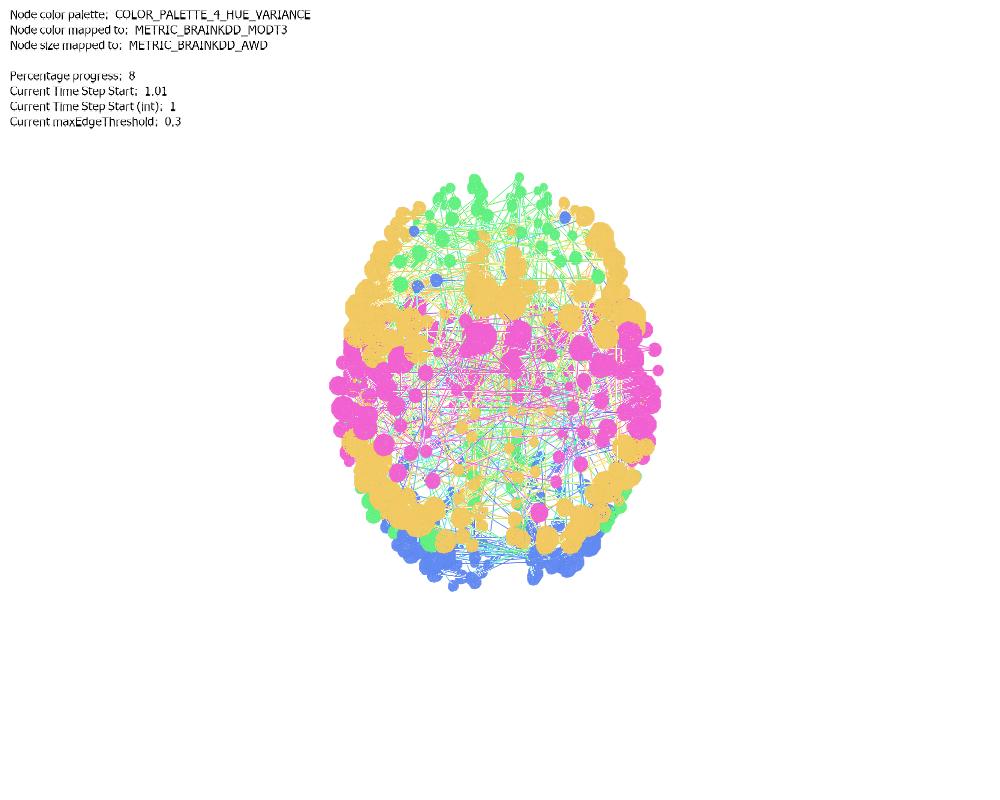 Node color palette:  COLOR_PALETTE_4_HUE_VARIANCE
Node color mapped to:  METRIC_BRAINKDD_MODT3
Node size mapped to:  METRIC_BRAINKDD_AWD
Percentage progress:  8
Current Time Step Start:  1.01
Current Time Step Start (int):  1
Current maxEdgeThreshold:  0.3